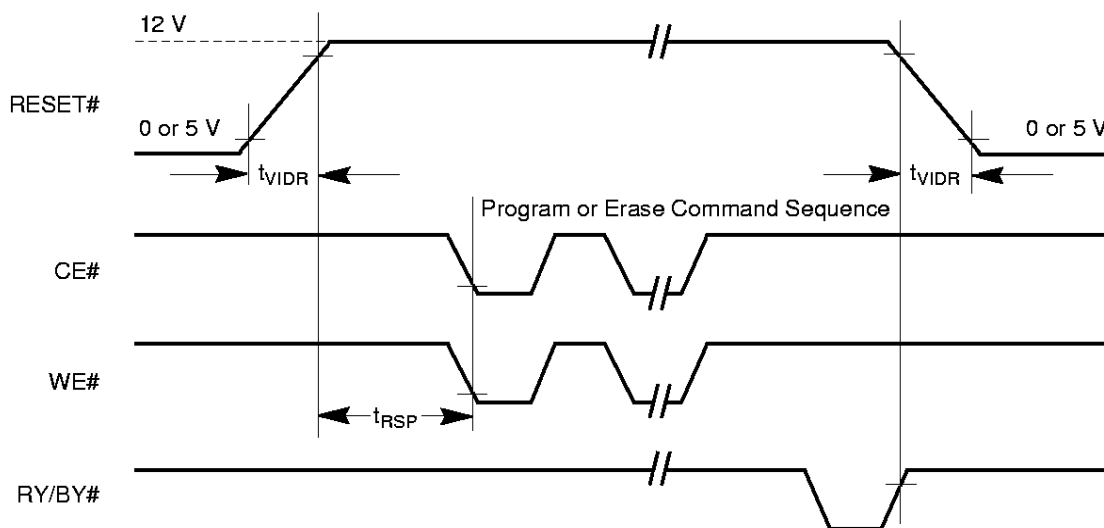 12 V
RESET#
0 or 5 V
0 or 5 V
tVIDR
tVIDR
Program or Erase Command Sequence
CE#
WE#
tRSP
RY/BY#